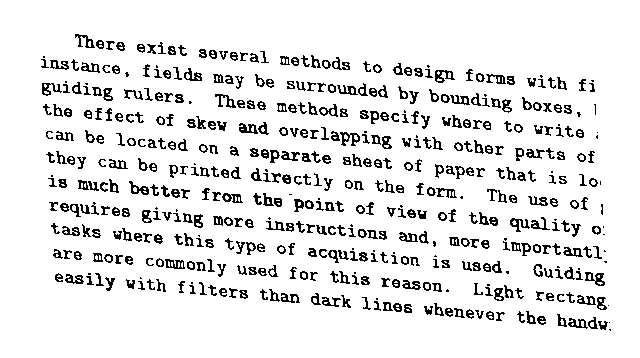 There exist several methods to design forms with fi
instance, fields may be surrounded by bounding boxes,
guiding rulers. These methods specify where to write
the effect of skew and overlapping with other parts of
can be located on a separate sheet of paper that is lo
they can be printed directly on the form. The use of
is much better from the point of view of the quality o
requires giving more instructions and, more importantl
tasks where this type of acquisition is used. Guiding
are more commonly used for this reason. Light rectang
easily with filters than dark lines whenever the handw